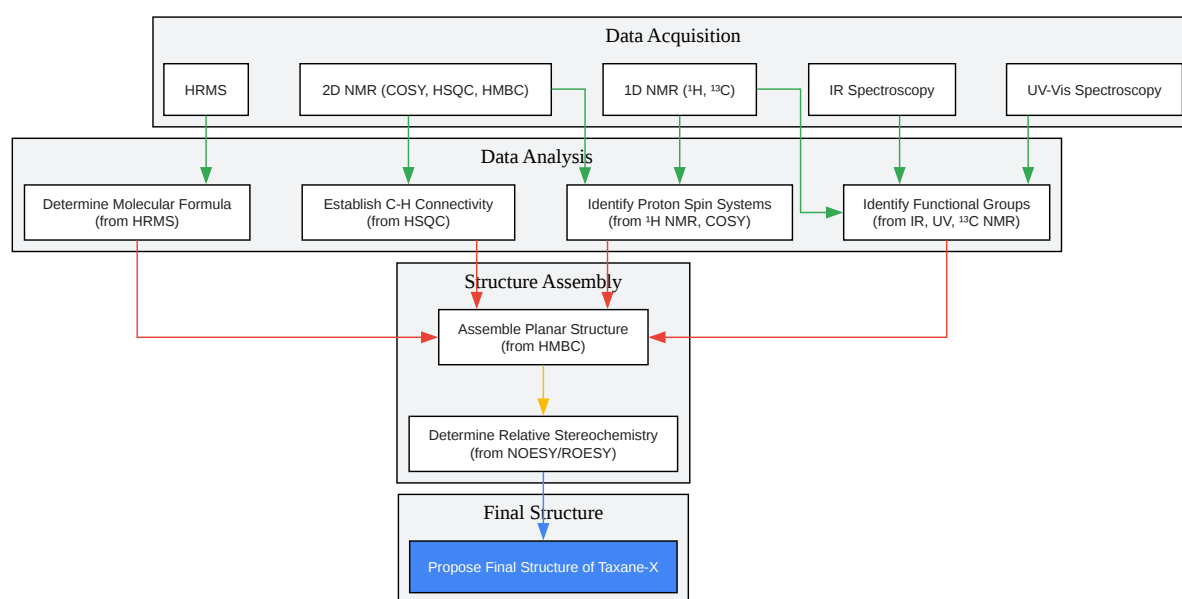 Data Acquisition
HRMS
2D NMR (COSY, HSQC, HMBC)
1D NMR (¹H, ¹³C)
IR Spectroscopy
UV-Vis Spectroscopy
Data Analysis
Determine Molecular Formula
(from HRMS)
Establish C-H Connectivity
(from HSQC)
Identify Proton Spin Systems
(from ¹H NMR, COSY)
Identify Functional Groups
(from IR, UV, ¹³C NMR)
Structure Assembly
Assemble Planar Structure
(from HMBC)
Determine Relative Stereochemistry
(from NOESY/ROESY)
Final Structure
Propose Final Structure of Taxane-X